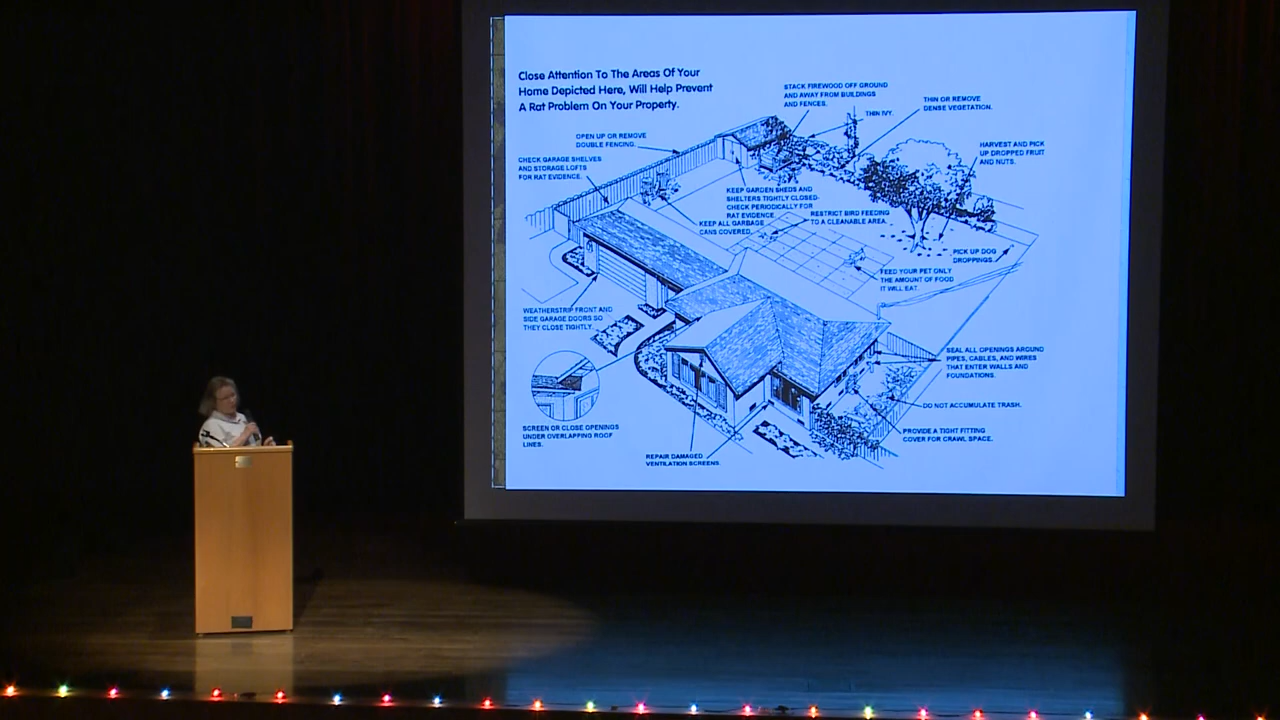 Close Attention To The Areas Of Your
Home Depicted Here, Will Help Prevent
A Rat Problem On Your Property.
STACK FIREWOOD OFF GROUND
AND AWAY FROM BUILDINGS
AND FENCES.
THIN IVY.
THIN OR REMOVE
DENSE VEGETATION.
OPEN UP OR REMOVE
DOUBLE FENCING.
HARVEST AND PICK
UP DROPPED FRUIT
AND NUTS.
CHECK GARAGE SHELVES
AND STORAGE LOFTS
FOR RAT EVIDENCE.
KEEP GARDEN SHEDS AND
SHELTERS TIGHTLY CLOSED-
CHECK PERIODICALLY FOR
RAT EVIDENCE
KEEP ALL GARBAGE
CANS COVERED.
RESTRICT BIRD FEEDING
TO A CLEANABLE AREA.
PICK UP DOG
DROPPINGS.
FEED YOUR PET ONLY
THE AMOUNT OF FOOD
IT WILL EAT.
WEATHERSTRIP FRONT AND
SIDE GARAGE DOORS SO
THEY CLOSE TIGHTLY.
SEAL ALL OPENINGS AROUND
PIPES, CABLES, AND WIRES
THAT ENTER WALLS AND
FOUNDATIONS.
DO NOT ACCUMULATE TRASH.
SCREEN OR CLOSE OPENINGS
UNDER OVERLAPPING ROOF
LINES.
PROVIDE A TIGHT FITTING
COVER FOR CRAWL SPACE.
REPAIR DAMAGED
VENTILATION SCREENS.